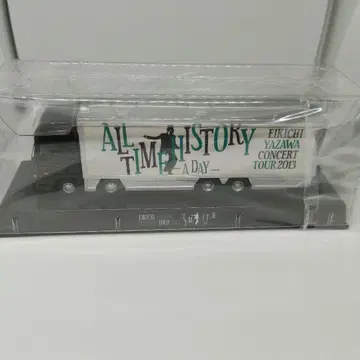 ALL TIME HISTORY
A DAY
EIKICHI
YAZAWA
CONCERT
TOUR 2013